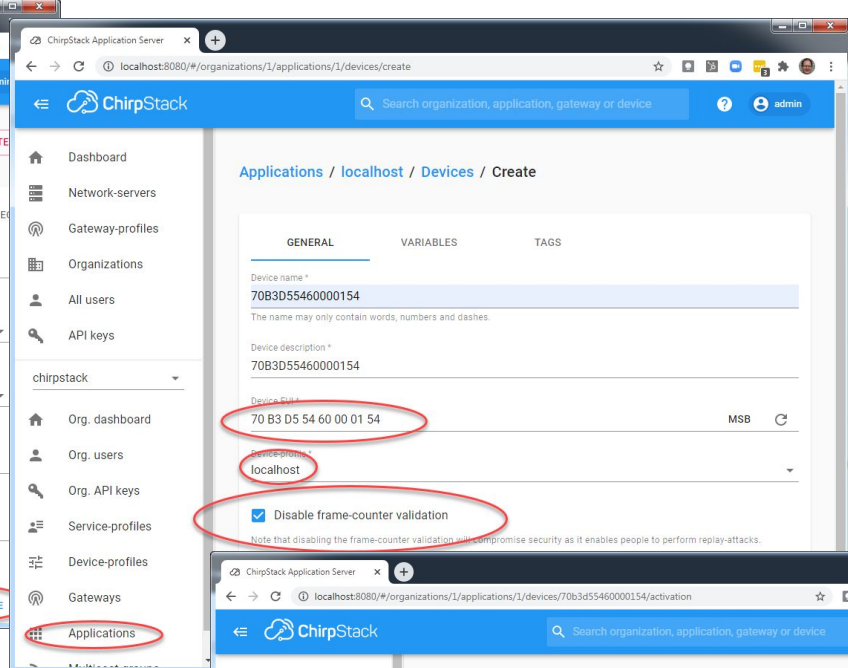 ChirpStack Application Server
localhost:8080/#/organizations/1/applications/1/devices/create
3
ChirpStack
Search organization, application, gateway or device
?
admin
Dashboard
Network-servers
Gateway-profiles
Organizations
All users
API keys
chirpstack
Org. dashboard
Org. users
Org. API keys
Service-profiles
Device-profiles
Gateways
Applications
Applications / localhost / Devices / Create
GENERAL VARIABLES TAGS
Device name *
70B3D55460000154
The name may only contain words, numbers and dashes.
Device description *
70B3D55460000154
Device EUI *
70 B3 D5 54 60 00 01 54 MSB
Device-profile *
localhost
Disable frame-counter validation
Note that disabling the frame-counter validation will compromise security as it enables people to perform replay-attacks.
ChirpStack Application Server
localhost:8080/#/organizations/1/applications/1/devices/70b3d55460000154/activation
ChirpStack
Search organization, application, gateway or device